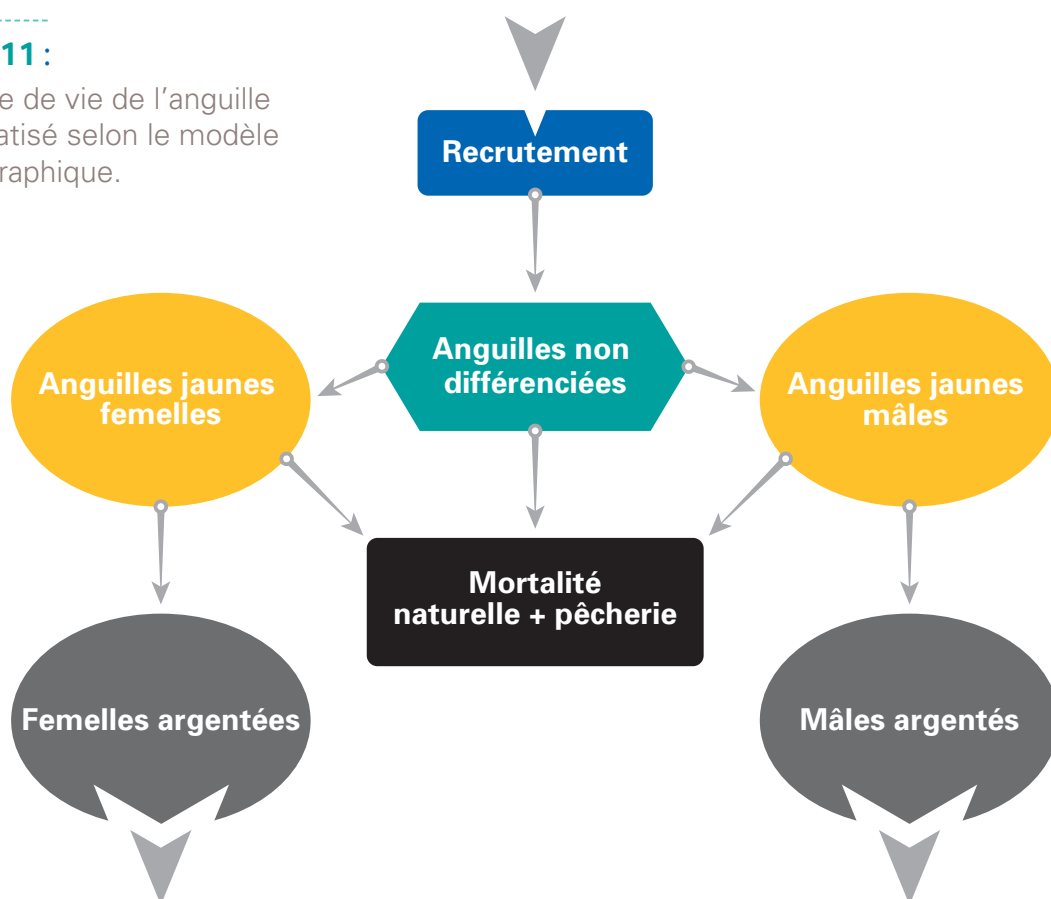 11 :
e de vie de l’anguille
atisé selon le modèle
raphique.
Recrutement
Anguilles non
différenciées
Anguilles jaunes
femelles
Anguilles jaunes
mâles
Mortalité
naturelle + pêcherie
Femelles argentées
Mâles argentés